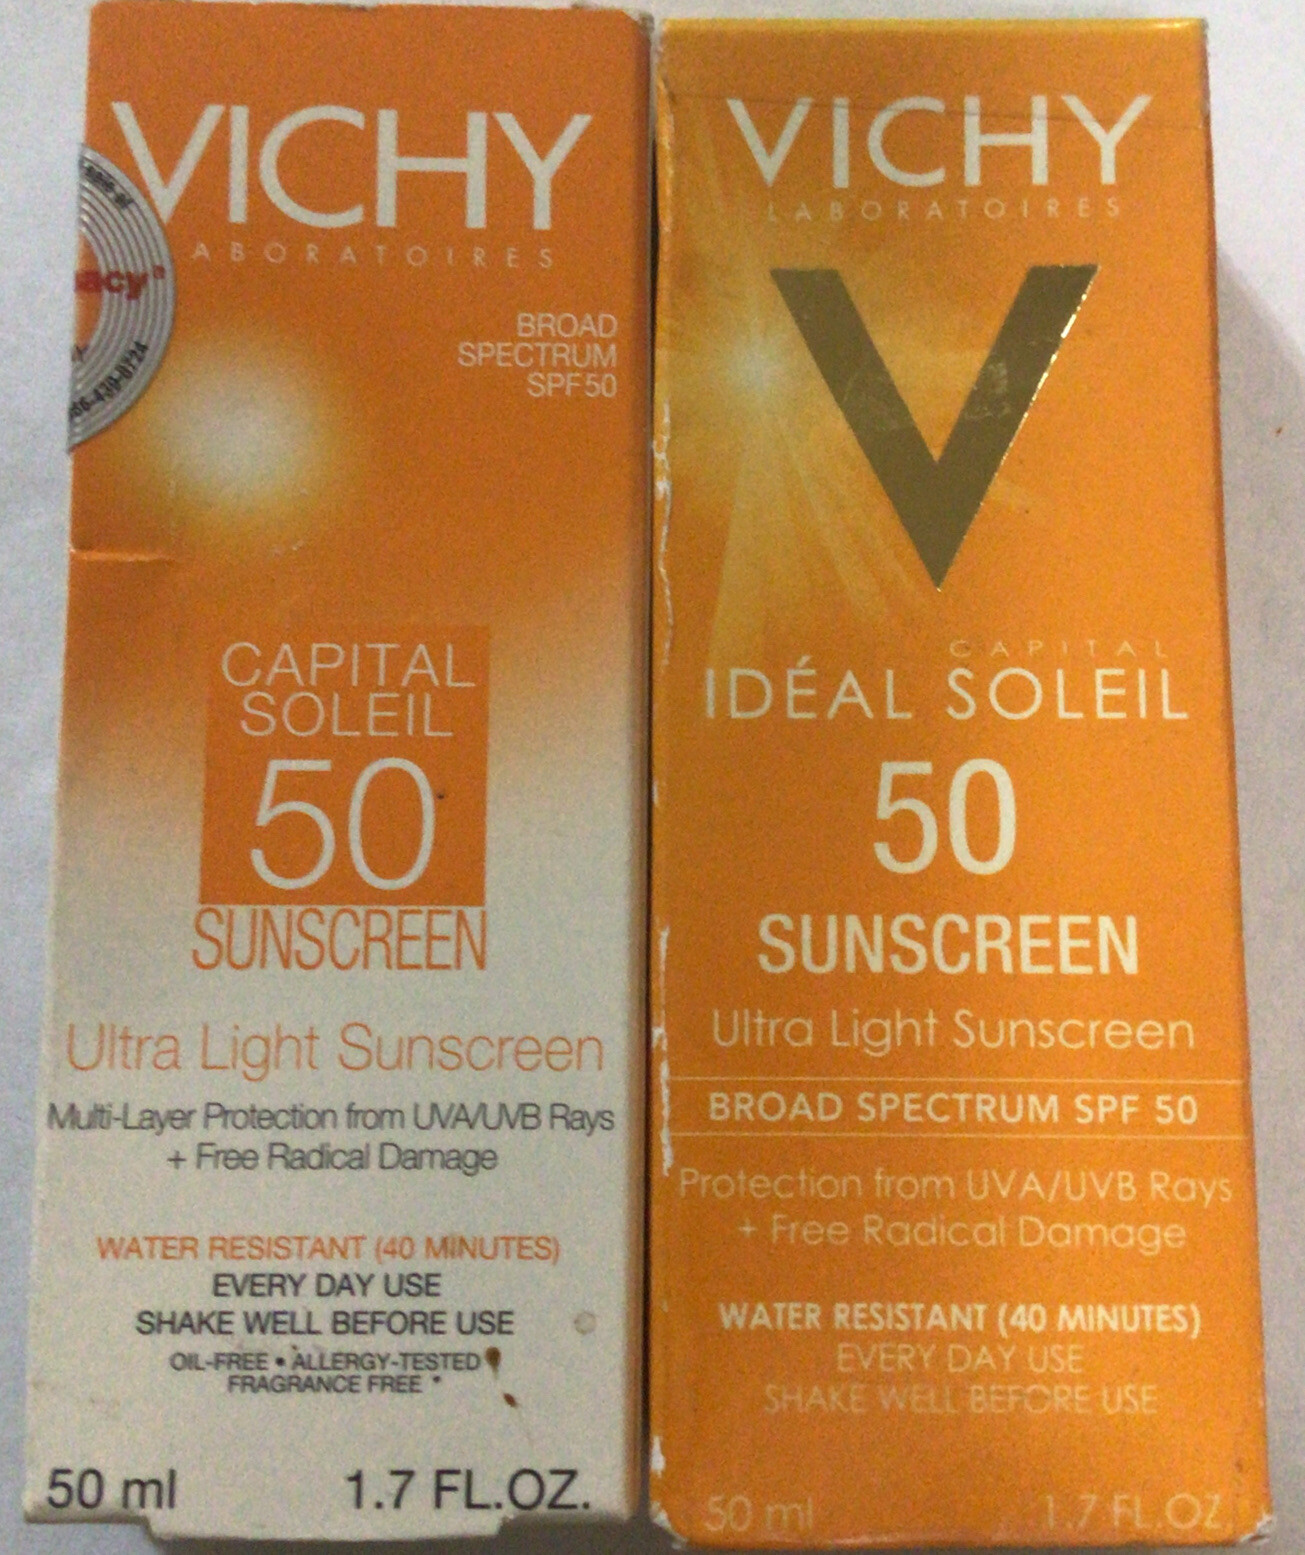 VICHY
ABORATOIRES
acy®
BROAD
SPECTRUM
SPF 50
CAPITAL
SOLEIL
50
SUNSCREEN
Ultra Light Sunscreen
Multi-Layer Protection from UVA/UVB Rays
+ Free Radical Damage
WATER RESISTANT (40 MINUTES)
EVERY DAY USE
SHAKE WELL BEFORE USE
OIL-FREE • ALLERGY-TESTED
FRAGRANCE FREE *
50 ml 1.7 FL.OZ.
VICHY
LABORATOIRES
V
CAPITAL
IDÉAL SOLEIL
50
SUNSCREEN
Ultra Light Sunscreen
BROAD SPECTRUM SPF 50
Protection from UVA/UVB Rays
+ Free Radical Damage
WATER RESISTANT (40 MINUTES)
EVERY DAY USE
SHAKE WELL BEFORE USE
50 ml 1.7 FL.OZ.